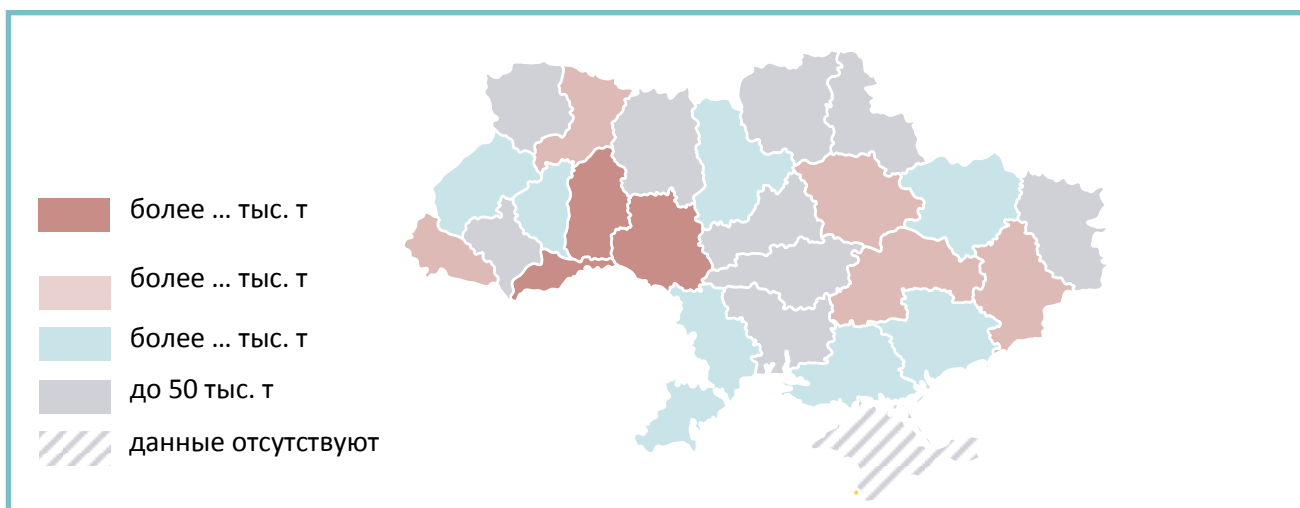 более ... тыс. т
более ... тыс. т
более ... тыс. т
до 50 тыс. т
данные отсутствуют